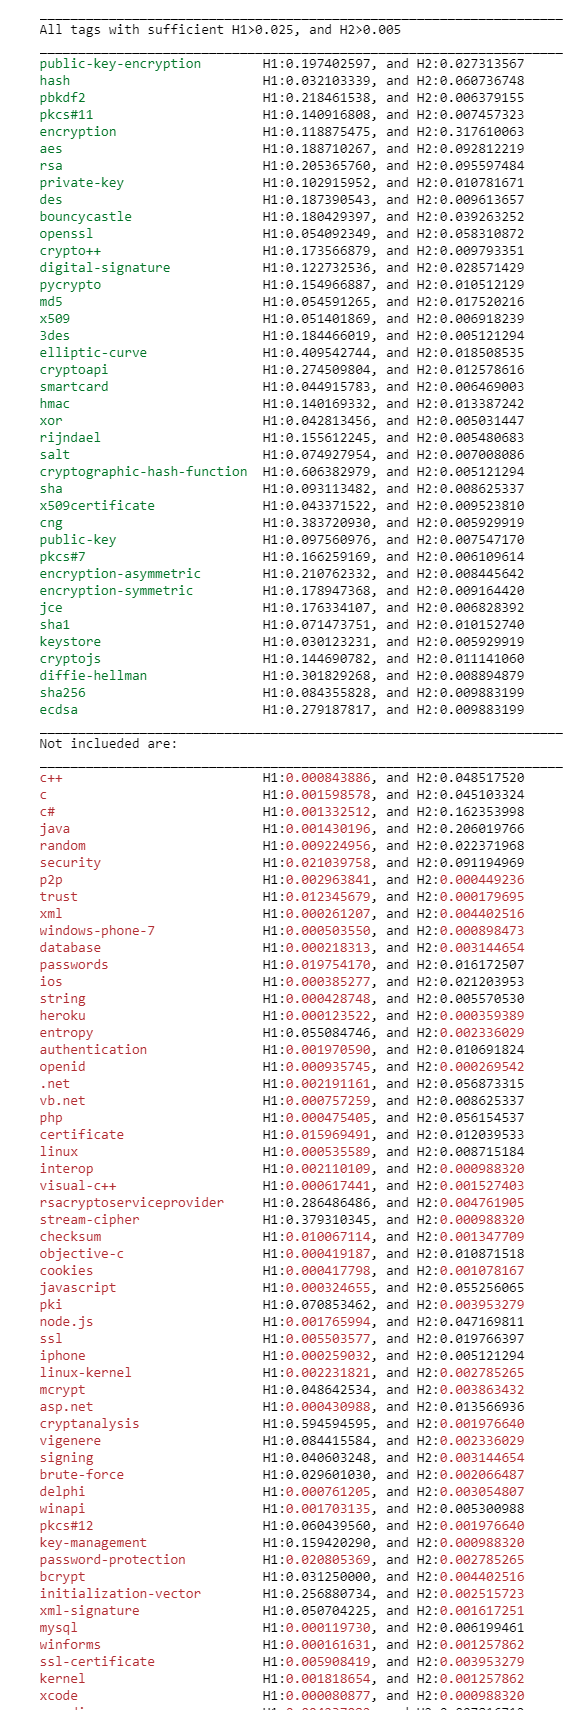 All tags with sufficient H1>0.025, and H2>0.005
public-key-encryption H1:0.197402597, and H2:0.027313567
hash H1:0.032103339, and H2:0.060736748
pbkdf2 H1:0.218461538, and H2:0.006379155
pkcs#11 H1:0.140916808, and H2:0.007457323
encryption H1:0.118875475, and H2:0.317610063
aes H1:0.188710267, and H2:0.092812219
rsa H1:0.205365760, and H2:0.095597484
private-key H1:0.102915952, and H2:0.010781671
des H1:0.187390543, and H2:0.009613657
bouncycastle H1:0.180429397, and H2:0.039263252
openssl H1:0.054092349, and H2:0.058310872
crypto++ H1:0.173566879, and H2:0.009793351
digital-signature H1:0.122732536, and H2:0.028571429
pycrypto H1:0.154966887, and H2:0.010512129
md5 H1:0.054591265, and H2:0.017520216
x509 H1:0.051401869, and H2:0.006918239
3des H1:0.184466019, and H2:0.005121294
elliptic-curve H1:0.409542744, and H2:0.018508535
cryptoapi H1:0.274509804, and H2:0.012578616
smartcard H1:0.044915783, and H2:0.006469003
hmac H1:0.140169332, and H2:0.013387242
xor H1:0.042813456, and H2:0.005031447
rijndael H1:0.155612245, and H2:0.005480683
salt H1:0.074927954, and H2:0.007008086
cryptographic-hash-function H1:0.606382979, and H2:0.005121294
sha H1:0.093113482, and H2:0.008625337
x509certificate H1:0.043371522, and H2:0.009523810
cng H1:0.383720930, and H2:0.005929919
public-key H1:0.097560976, and H2:0.007547170
pkcs#7 H1:0.166259169, and H2:0.006109614
encryption-asymmetric H1:0.210762332, and H2:0.008445642
encryption-symmetric H1:0.178947368, and H2:0.009164420
jce H1:0.176334107, and H2:0.006828392
sha1 H1:0.071473751, and H2:0.010152740
keystore H1:0.030123231, and H2:0.005929919
cryptojs H1:0.144690782, and H2:0.011141060
diffie-hellman H1:0.301829268, and H2:0.008894879
sha256 H1:0.084355828, and H2:0.009883199
ecdsa H1:0.279187817, and H2:0.009883199
Not inclueded are:
c++ H1:0.000843886, and H2:0.048517520
c H1:0.001598578, and H2:0.045103324
c# H1:0.001332512, and H2:0.162353998
java H1:0.001430196, and H2:0.206019766
random H1:0.009224956, and H2:0.022371968
security H1:0.021039758, and H2:0.091194969
p2p H1:0.002963841, and H2:0.000449236
trust H1:0.012345679, and H2:0.000179695
xml H1:0.000261207, and H2:0.004402516
windows-phone-7 H1:0.000503550, and H2:0.000898473
database H1:0.000218313, and H2:0.003144654
passwords H1:0.019754170, and H2:0.016172507
ios H1:0.000385277, and H2:0.021203953
string H1:0.000428748, and H2:0.005570530
heroku H1:0.000123522, and H2:0.000359389
entropy H1:0.055084746, and H2:0.002336029
authentication H1:0.001970590, and H2:0.010691824
openid H1:0.000935745, and H2:0.000269542
.net H1:0.002191161, and H2:0.056873315
vb.net H1:0.000757259, and H2:0.008625337
php H1:0.000475405, and H2:0.056154537
certificate H1:0.015969491, and H2:0.012039533
linux H1:0.000535589, and H2:0.008715184
interop H1:0.002110109, and H2:0.000988320
visual-c++ H1:0.000617441, and H2:0.001527403
rsacryptoserviceprovider H1:0.286486486, and H2:0.004761905
stream-cipher H1:0.379310345, and H2:0.000988320
checksum H1:0.010067114, and H2:0.001347709
objective-c H1:0.000419187, and H2:0.010871518
cookies H1:0.000417798, and H2:0.001078167
javascript H1:0.000324655, and H2:0.055256065
pki H1:0.070853462, and H2:0.003953279
node.js H1:0.001765994, and H2:0.047169811
ssl H1:0.005503577, and H2:0.019766397
iphone H1:0.000259032, and H2:0.005121294
linux-kernel H1:0.002231821, and H2:0.002785265
mcrypt H1:0.048642534, and H2:0.003863432
asp.net H1:0.000430988, and H2:0.013566936
cryptanalysis H1:0.594594595, and H2:0.001976640
vigenere H1:0.084415584, and H2:0.002336029
signing H1:0.040603248, and H2:0.003144654
brute-force H1:0.029601030, and H2:0.002066487
delphi H1:0.000761205, and H2:0.003054807
winapi H1:0.001703135, and H2:0.005300988
pkcs#12 H1:0.060439560, and H2:0.001976640
key-management H1:0.159420290, and H2:0.000988320
password-protection H1:0.020805369, and H2:0.002785265
bcrypt H1:0.031250000, and H2:0.004402516
initialization-vector H1:0.256880734, and H2:0.002515723
xml-signature H1:0.050704225, and H2:0.001617251
mysql H1:0.000119730, and H2:0.006199461
winforms H1:0.000161631, and H2:0.001257862
ssl-certificate H1:0.005908419, and H2:0.003953279
kernel H1:0.001818654, and H2:0.001257862
xcode H1:0.000080877, and H2:0.000988320